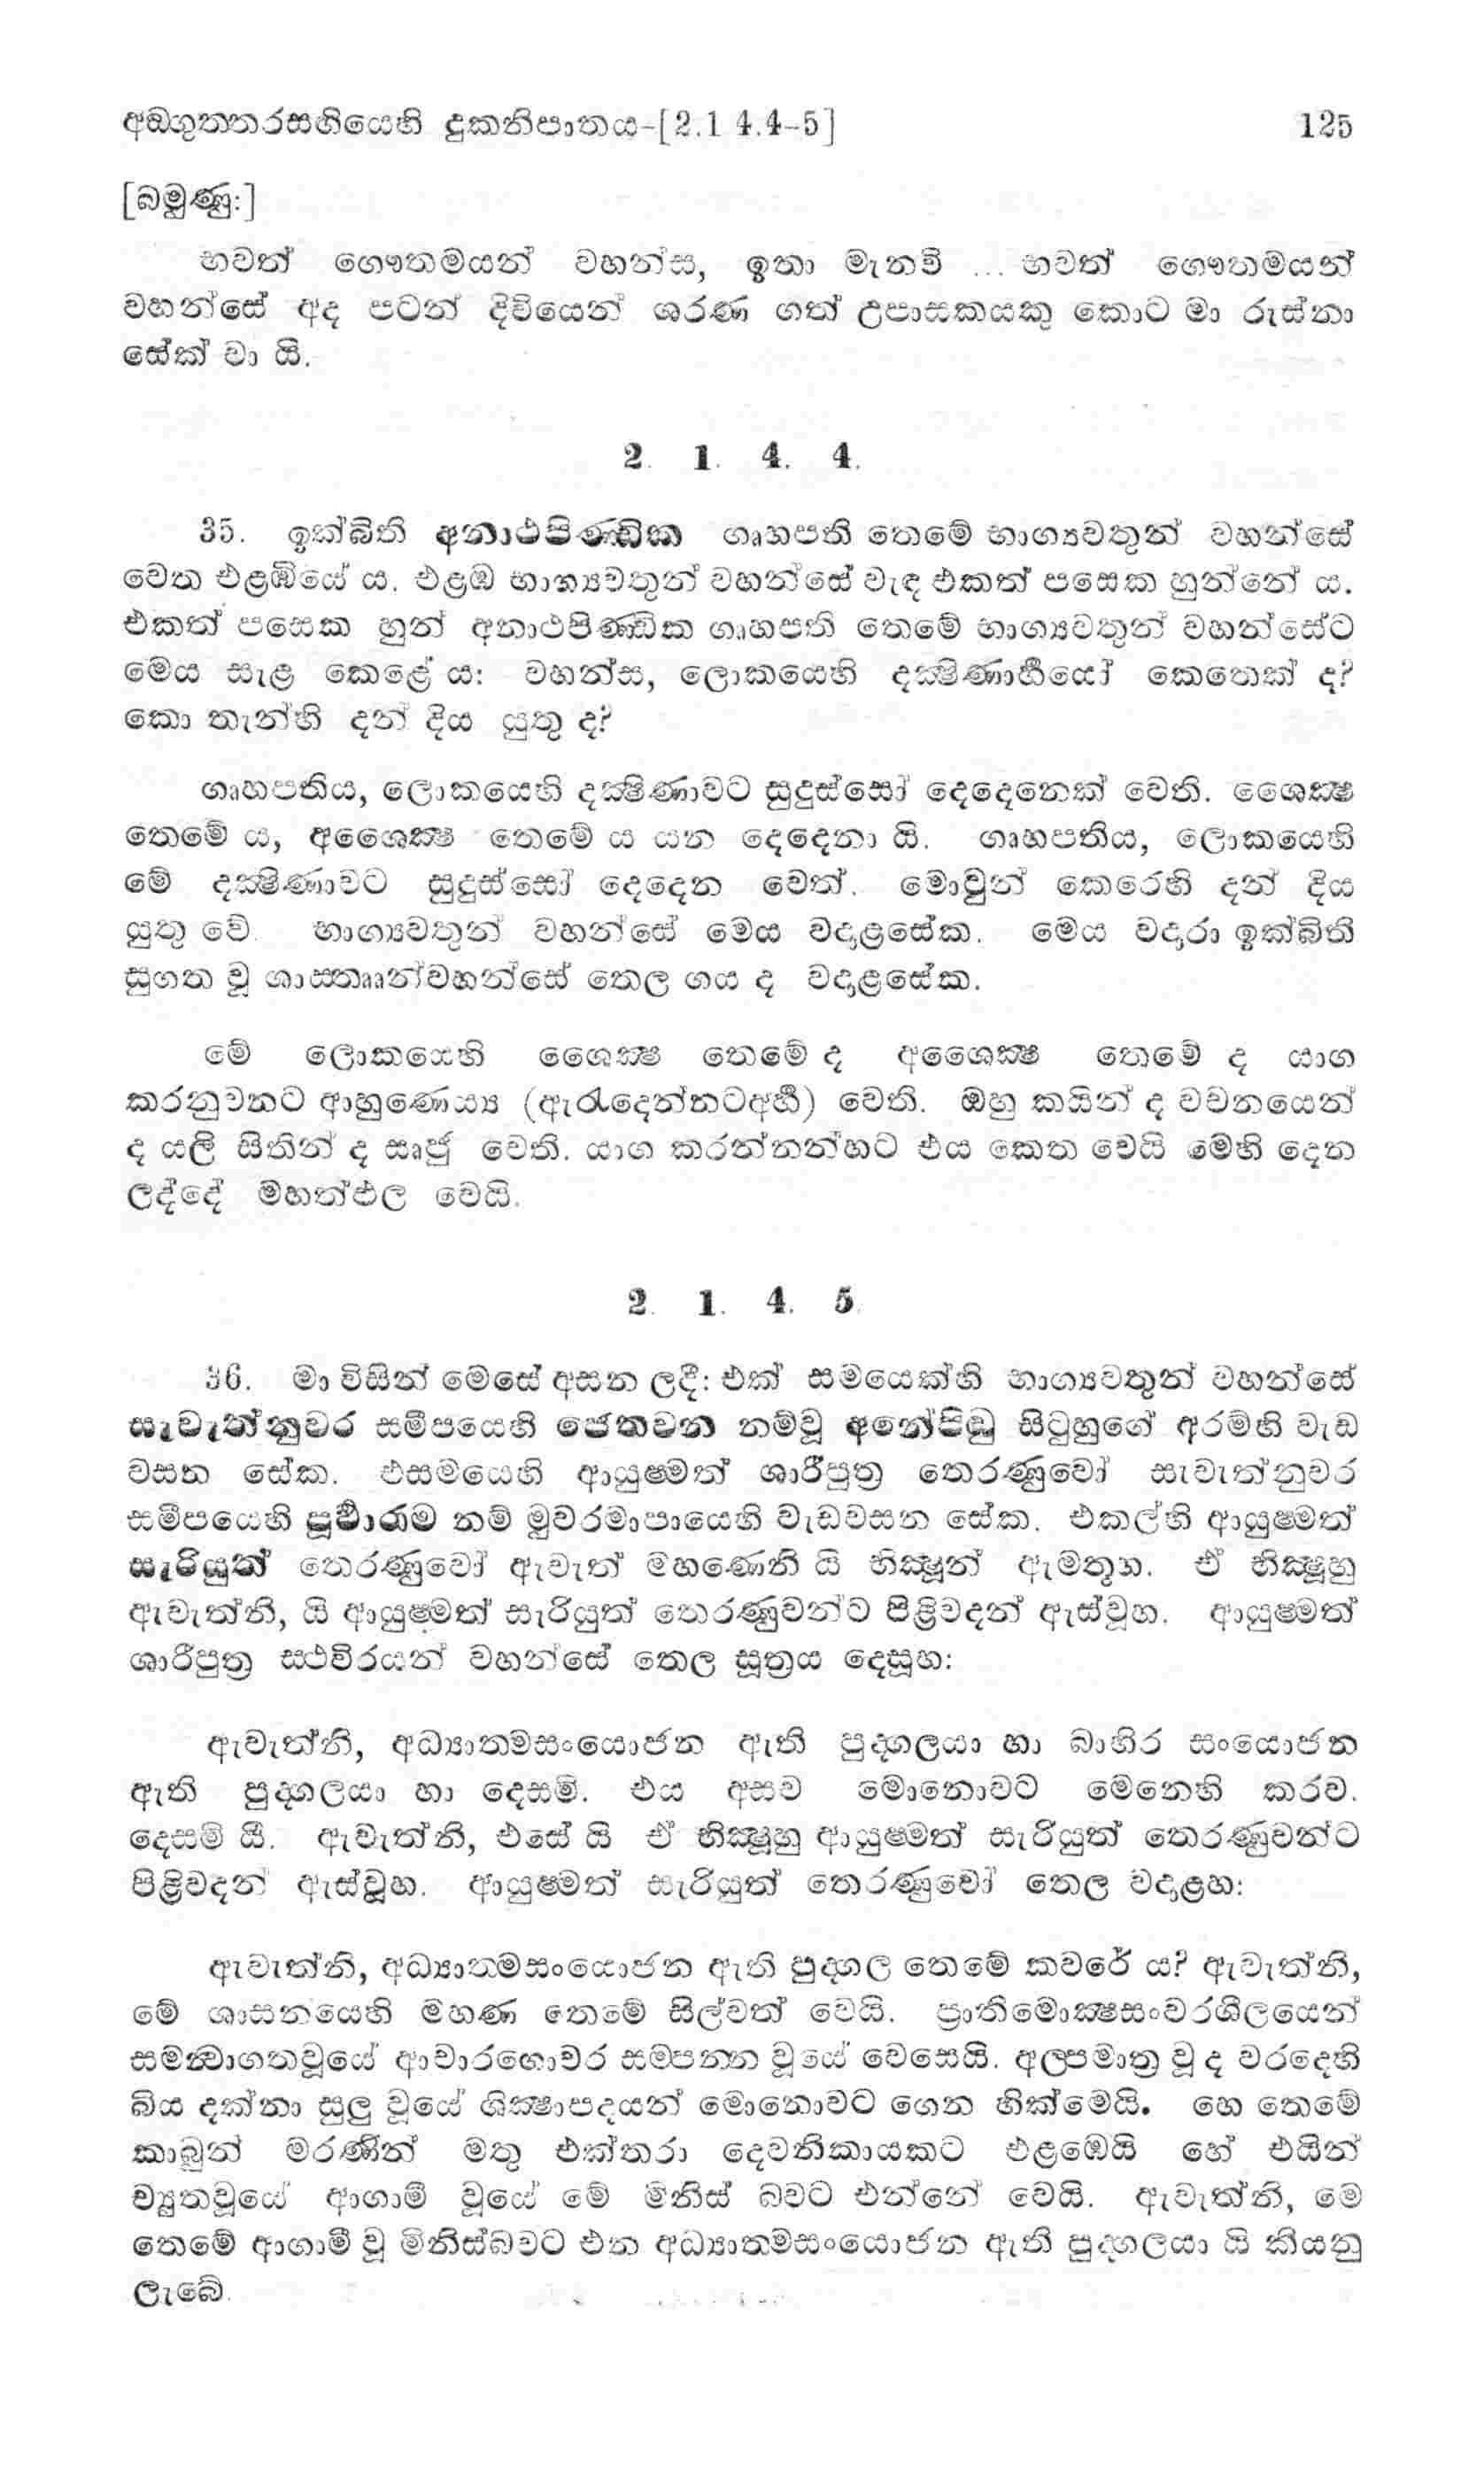 අඞ්ගුත්තරසඟියෙහි දුකනිපාතය-[2.1 4.4-5] 125
[බමුණු:]
භවත් ගෞතමයන් වහන්ස, ඉතා මැනවි ... භවත් ගෞතමයන්
වහන්සේ අද පටන් දිවියෙන් ශරණ ගත් උපාසකයකු කොට මා රුස්නා
සේක් වා යි.
2. 1. 4. 4.
35. ඉක්බිති අනාථපිණ්ඩික ගෘහපති තෙමේ භාග්‍යවතුන් වහන්සේ
වෙත එළඹියේ ය. එළඹ භාග්‍යවතුන් වහන්සේ වැඳ එකත් පසෙක හුන්නේ ය.
එකත් පසෙක හුන් අනාථපිණ්ඩික ගෘහපති තෙමේ භාග්‍යවතුන් වහන්සේට
මෙය සැළ කෙළේ ය: වහන්ස, ලොකයෙහි දක්‍ෂිණාර්‍හයෝ කෙතෙක් ද?
කො තැන්හි දන් දිය යුතු ද?
ගෘහපතිය, ලොකයෙහි දක්‍ෂිණාවට සුදුස්සෝ දෙදෙනෙක් වෙති. ශෛක්‍ෂ
තෙමේ ය, අශෛක්‍ෂ තෙමේ ය යන දෙදෙනා යි. ගෘහපතිය, ලොකයෙහි
මේ දක්‍ෂිණාවට සුදුස්සෝ දෙදෙන වෙත්. මොවුන් කෙරෙහි දන් දිය
යුතු වේ. භාග්‍යවතුන් වහන්සේ මෙය වදාළසේක. මෙය වදාරා ඉක්බිති
සුගත වූ ශාස්තෲන්වහන්සේ තෙල ගය ද වදාළසේක.
මේ ලොකයෙහි ශෛක්‍ෂ තෙමේ ද අශෛක්‍ෂ තෙමේ ද යාග
කරනුවනට ආහුණෙය්‍ය (ඇරැදෙන්නටඅර්‍හ) වෙති. ඔහු කයින් ද වචනයෙන්
ද යලි සිතින් ද සෘජු වෙති. යාග කරන්නන්හට එය කෙත වෙයි මෙහි දෙන
ලද්දේ මහත්ඵල වෙයි.
2. 1. 4. 5.
36. මා විසින් මෙසේ අසන ලදී: එක් සමයෙක්හි භාග්‍යවතුන් වහන්සේ
සැවැත්නුවර සමීපයෙහි ජෙතවන නම්වූ අනේපිඬු සිටුහුගේ අරම්හි වැඩ
වසන සේක. එසමයෙහි ආයුෂ්මත් ශාරීපුත්‍ර තෙරණුවෝ සැවැත්නුවර
සමීපයෙහි පූර්‍වාරාම නම් මුවරමාපායෙහි වැඩවසන සේක. එකල්හි ආයුෂ්මත්
සැරියුත් තෙරණුවෝ ඇවැත් මහණෙනි යි භික්‍ෂූන් ඇමතූහ. ඒ භික්‍ෂූහු
ඇවැත්නි, යි ආයුෂ්මත් සැරියුත් තෙරණුවන්ට පිළිවදන් ඇස්වූහ. ආයුෂ්මත්
ශාරීපුත්‍ර ස්ථවිරයන් වහන්සේ තෙල සූත්‍රය දෙසූහ:
ඇවැත්නි, අධ්‍යාත්මසංයොජන ඇති පුද්ගලයා හා බාහිර සංයොජන
ඇති පුද්ගලයා හා දෙසමි. එය අසව මොනොවට මෙනෙහි කරව.
දෙසමි යී. ඇවැත්නි, එසේ යි ඒ භික්‍ෂූහු ආයුෂ්මත් සැරියුත් තෙරණුවන්ට
පිළිවදන් ඇස්වූහ. ආයුෂ්මත් සැරියුත් තෙරණුවෝ තෙල වදාළහ:
ඇවැත්නි, අධ්‍යාත්මසංයොජන ඇති පුද්ගල තෙමේ කවරේ ය? ඇවැත්නි,
මේ ශාසනයෙහි මහණ තෙමේ සිල්වත් වෙයි. ප්‍රාතිමොක්‍ෂසංවරශීලයෙන්
සමන්වාගතවූයේ ආචාරගොචර සම්පන්න වූයේ වෙසෙයි. අල්පමාත්‍ර වූ ද වරදෙහි
බිය දක්නා සුලු වූයේ ශික්‍ෂාපදයන් මොනොවට ගෙන හික්මෙයි. හෙ තෙමේ
කාබුන් මරණින් මතු එක්තරා දෙවනිකායකට එළඹෙයි හේ එයින්
ච්‍යුතවූයේ ආගාමී වූයේ මේ මිනිස් බවට එන්නේ වෙයි. ඇවැත්නි, මෙ
තෙමේ ආගාමී වූ මිනිස්බවට එන අධ්‍යාත්මසංයොජන ඇති පුද්ගලයා යි කියනු
ලැබේ.